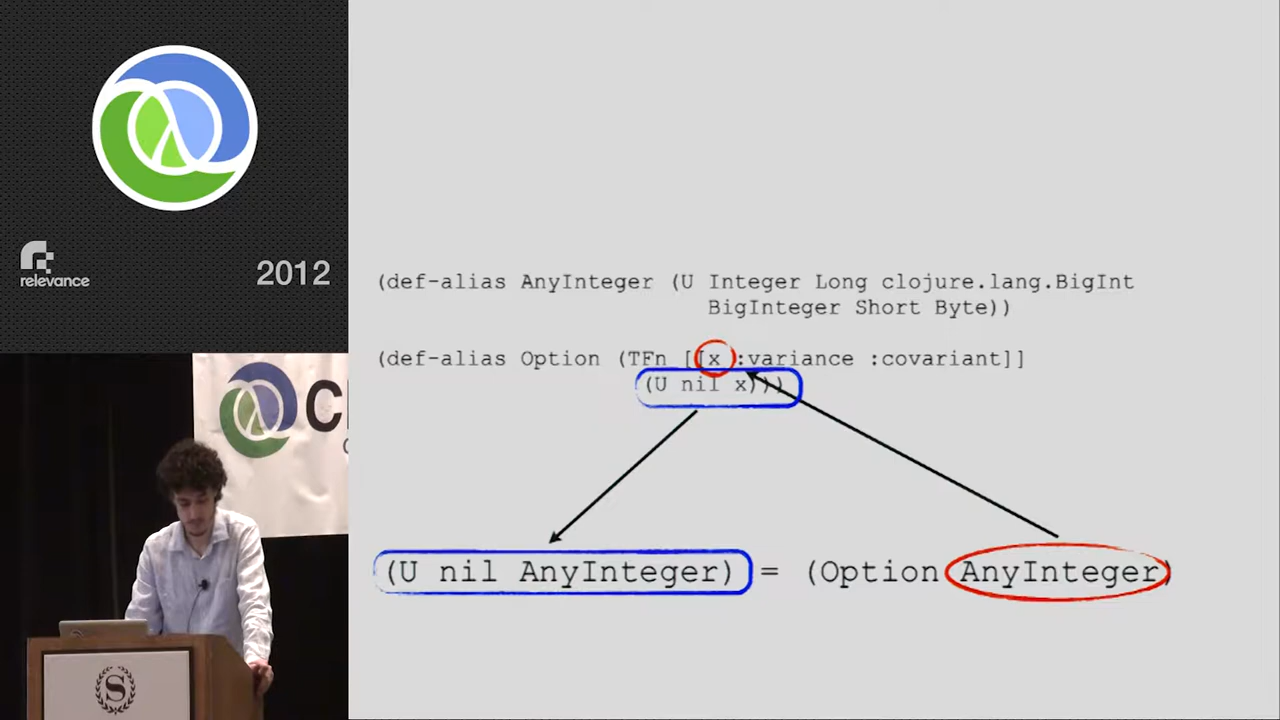 relevance
2012
(def-alias AnyInteger (U Integer Long clojure.lang.BigInt
BigInteger Short Byte))
(def-alias Option (TFn [[x :variance :covariant]]
(U nil x)))
(U nil AnyInteger) = (Option AnyInteger)
C
S